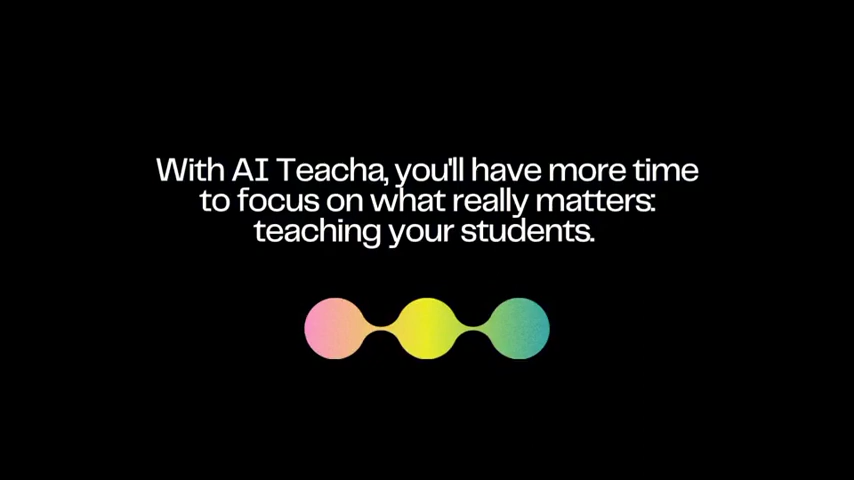 With AI Teacha, you'll have more time
to focus on what really matters:
teaching your students.